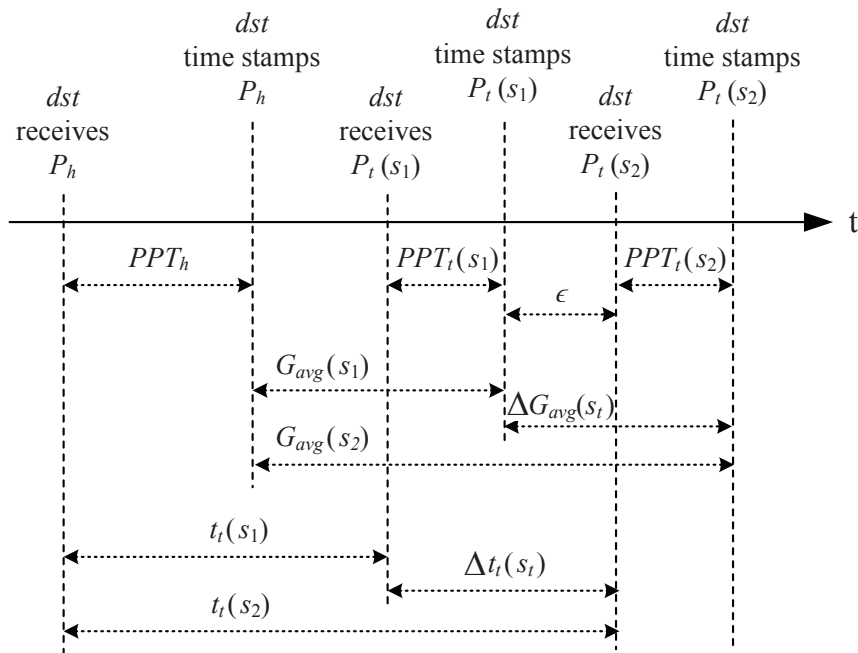 dst
time stamps
P_h
dst
time stamps
P_t(s_1)
dst
time stamps
P_t(s_2)
dst
receives
P_h
dst
receives
P_t(s_1)
dst
receives
P_t(s_2)
t
PPT_h
PPT_t(s_1)
PPT_t(s_2)
ϵ
G_avg(s_1)
ΔG_avg(s_t)
G_avg(s_2)
t_t(s_1)
Δt_t(s_t)
t_t(s_2)